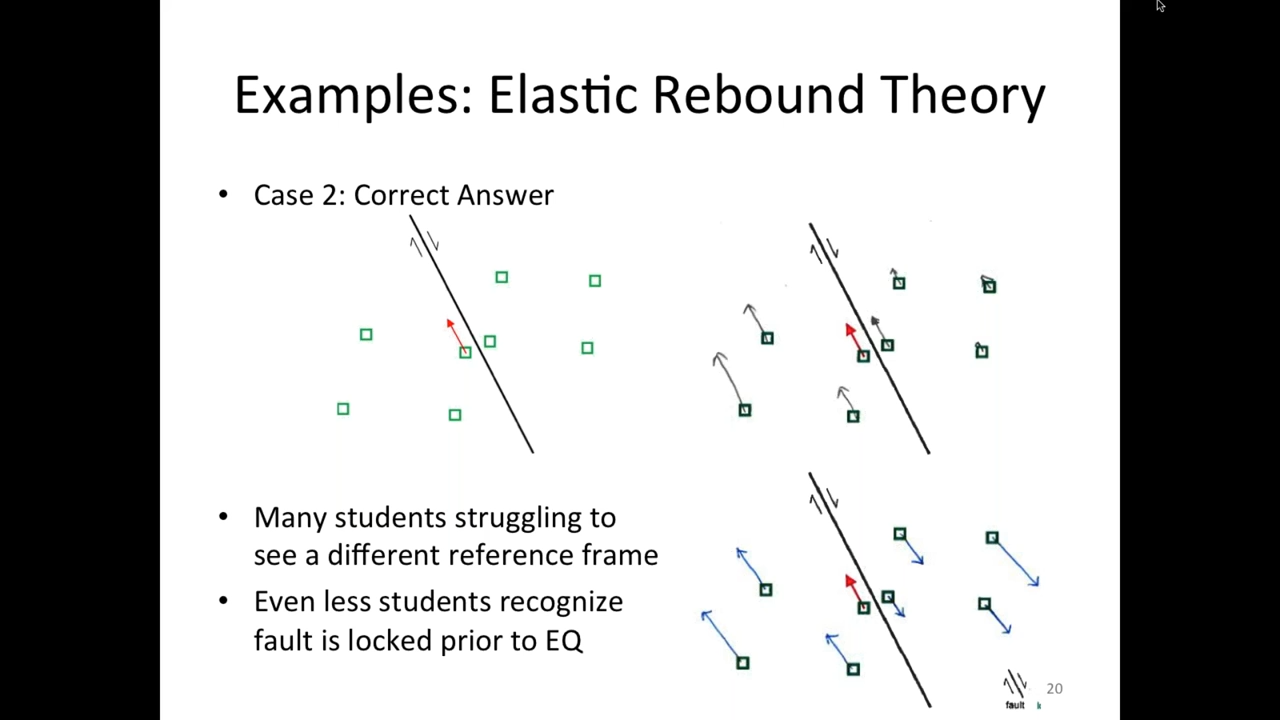 Examples: Elastic Rebound Theory
• Case 2: Correct Answer
• Many students struggling to
see a different reference frame
• Even less students recognize
fault is locked prior to EQ
fault k
20